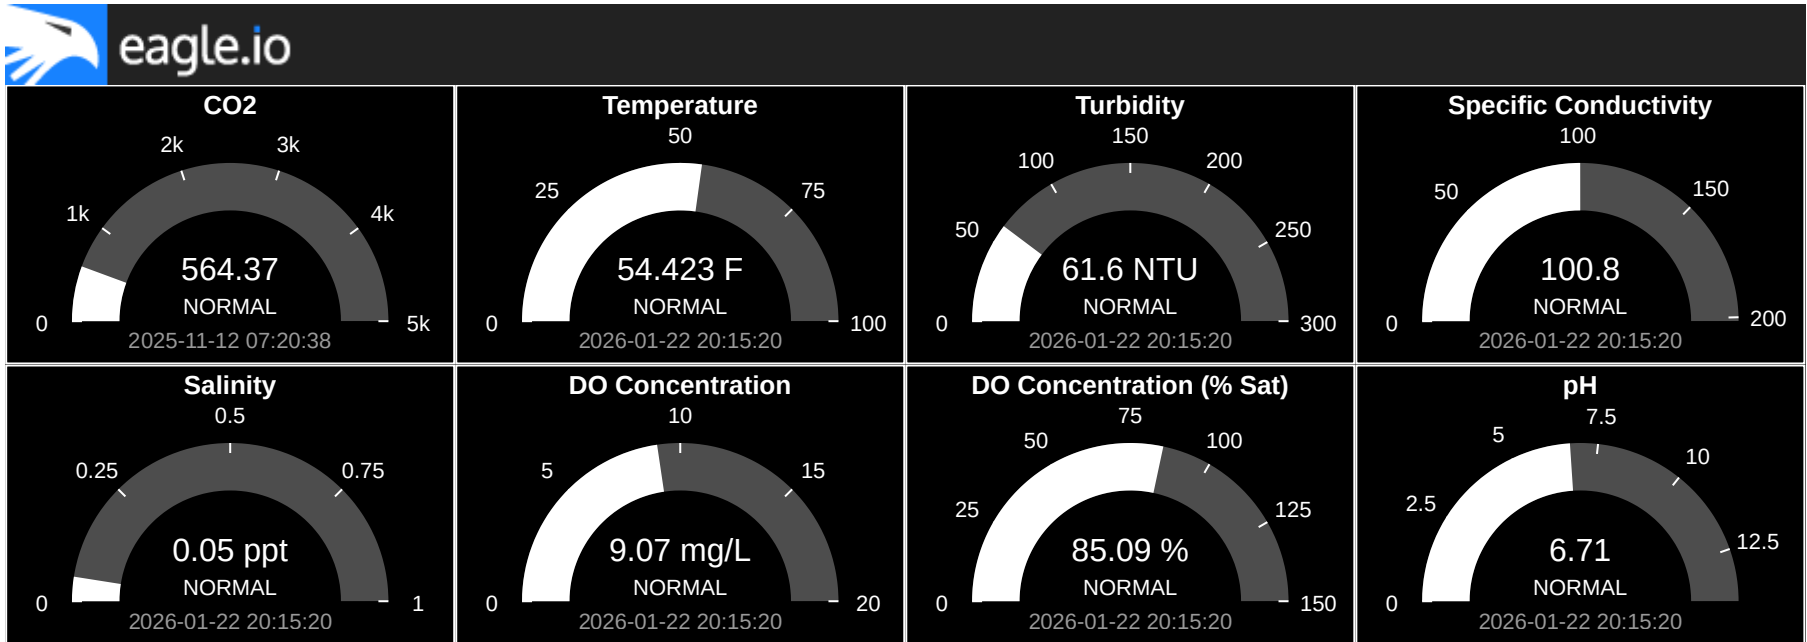 eagle.io
CO2
2k
3k
1k
4k
564.37
NORMAL
0
5k
2025-11-12 07:20:38
Temperature
50
25
75
54.423 F
NORMAL
0
100
2026-01-22 20:15:20
Turbidity
150
100
200
50
250
61.6 NTU
NORMAL
0
300
2026-01-22 20:15:20
Specific Conductivity
100
50
150
100.8
NORMAL
0
200
2026-01-22 20:15:20
Salinity
0.5
0.25
0.75
0.05 ppt
NORMAL
0
1
2026-01-22 20:15:20
DO Concentration
10
5
15
9.07 mg/L
NORMAL
0
20
2026-01-22 20:15:20
DO Concentration (% Sat)
75
50
100
25
125
85.09 %
NORMAL
0
150
2026-01-22 20:15:20
pH
7.5
5
10
2.5
12.5
6.71
NORMAL
0
2026-01-22 20:15:20